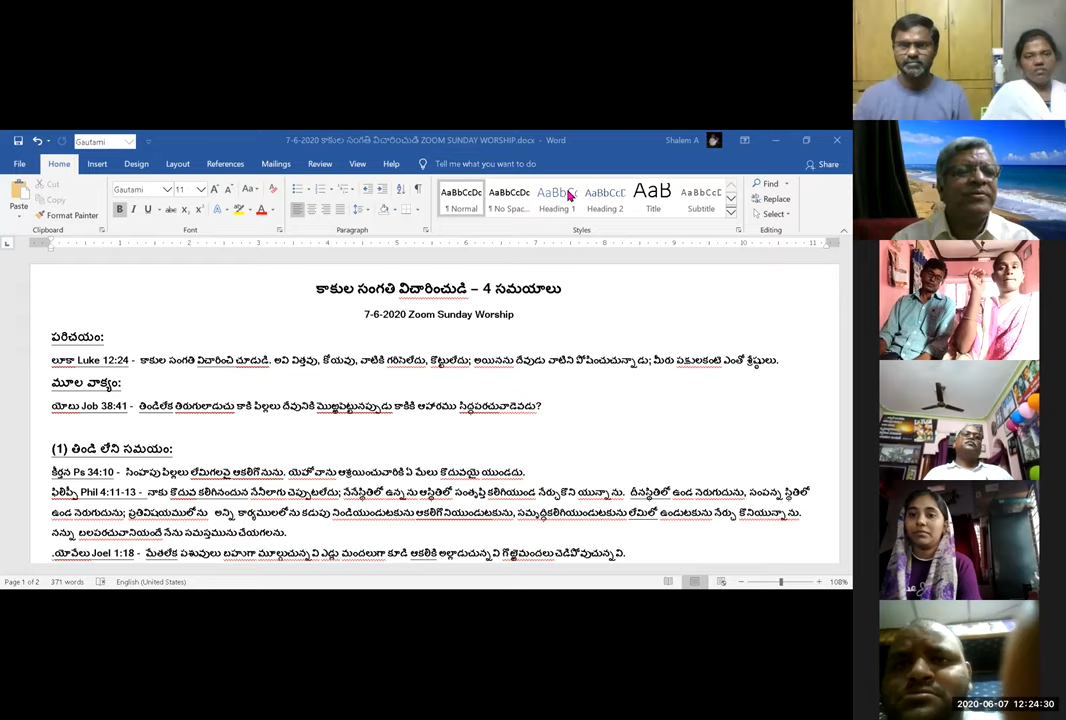 Gautami
7-6-2020 కాకుల సంగతి విచారించుడి ZOOM SUNDAY WORSHIP.docx - Word
Shalem A
File Home Insert Design Layout References Mailings Review View Help Tell me what you want to do Share
Paste
Cut
Copy
Format Painter
Gautami 11
AaBbCcDc AaBbCcDc AaBbCc AaBbCcD AaB AaBbCcD
¶ Normal ¶ No Spac... Heading 1 Heading 2 Title Subtitle
Find
Replace
Select
Clipboard Font Paragraph Styles Editing
కాకుల సంగతి విచారించుడి – 4 సమయాలు
7-6-2020 Zoom Sunday Worship
పరిచయం:
లూకా Luke 12:24 - కాకుల సంగతి విచారించి చూడుడి. అవి విత్తవు, కోయవు, వాటికి గరిసెలేదు, కొట్టులేదు; అయినను దేవుడు వాటిని పోషించుచున్నాడు; మీరు పక్షులకంటె ఎంతో శ్రేష్ఠులు.
మూల వాక్యం:
యోబు Job 38:41 - తిండిలేక తిరుగులాడుచు కాకి పిల్లలు దేవునికి మొఱ్ఱపెట్టునప్పుడు కాకికి ఆహారము సిద్ధపరచువాడెవడు?
(1) తిండి లేని సమయం:
కీర్తన Ps 34:10 - సింహపు పిల్లలు లేమిగలవై ఆకలిగొనును. యెహోవాను ఆశ్రయించువారికి ఏ మేలు కొదువయై యుండదు.
ఫిలిప్పీ Phil 4:11-13 - నాకు కొదువ కలిగినందున నేనీలాగు చెప్పుటలేదు; నేనేస్థితిలో ఉన్నను ఆస్థితిలో సంతృప్తి కలిగియుండ నేర్చుకొని యున్నాను. దీనస్థితిలో ఉండ నెరుగుదును, సంపన్న స్థితిలో
ఉండ నెరుగుదును; ప్రతివిషయములోను అన్ని కార్యములలోను కడుపు నిండియుండుటకును ఆకలిగొనియుండుటకును, సమృద్ధికలిగియుండుటకును లేమిలో ఉండుటకును నేర్చు కొనియున్నాను.
నన్ను బలపరచువానియందే నేను సమస్తమును చేయగలను.
.యోవేలు Joel 1:18 - మేతలేక పశువులు బహుగా మూల్గుచున్నవి ఎడ్లు మందలుగా కూడి ఆకలికి అల్లాడుచున్నవి గొఱ్ఱెమందలు చెడిపోవుచున్నవి.
Page 1 of 2 371 words English (United States) 108%
2020-06-07 12:24:30